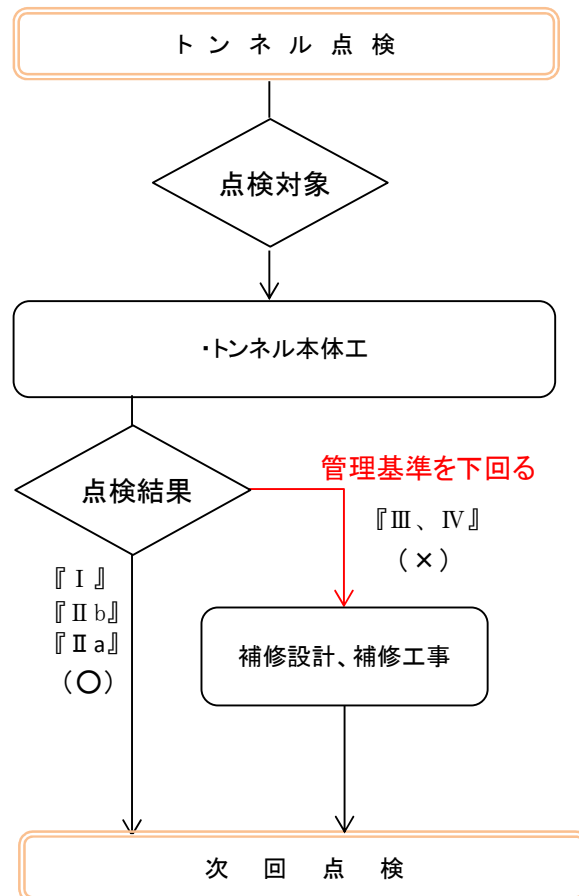 トンネル点検
点検対象
・トンネル本体工
点検結果
管理基準を下回る
『Ⅲ、Ⅳ』
(×)
『Ⅰ』
『Ⅱb』
『Ⅱa』
(〇)
補修設計、補修工事
次回点検